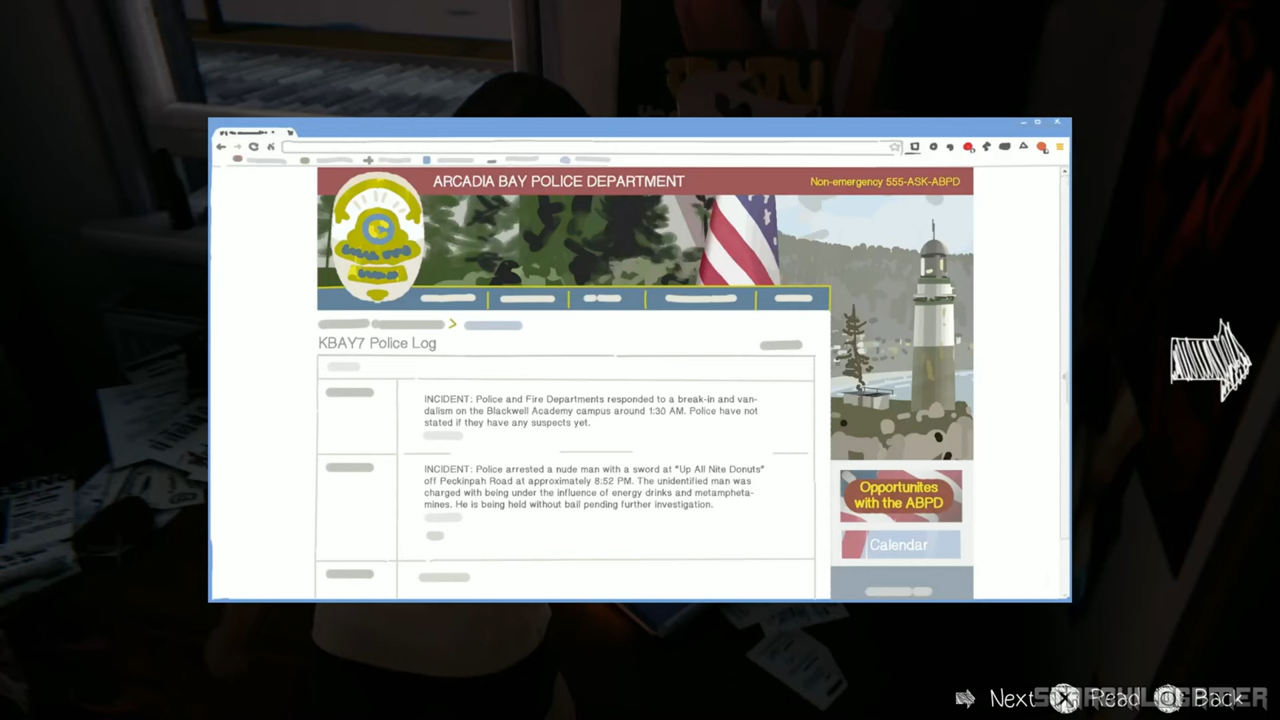 ARCADIA BAY POLICE DEPARTMENT
Non-emergency 555-ASK-ABPD
KBAY7 Police Log
INCIDENT: Police and Fire Departments responded to a break-in and van-
dalism on the Blackwell Academy campus around 1:30 AM. Police have not
stated if they have any suspects yet.
INCIDENT: Police arrested a nude man with a sword at "Up All Nite Donuts"
off Peckinpah Road at approximately 8:52 PM. The unidentified man was
charged with being under the influence of energy drinks and metampheta-
mines. He is being held without bail pending further investigation.
Opportunites
with the ABPD
Calendar
Next Read Back